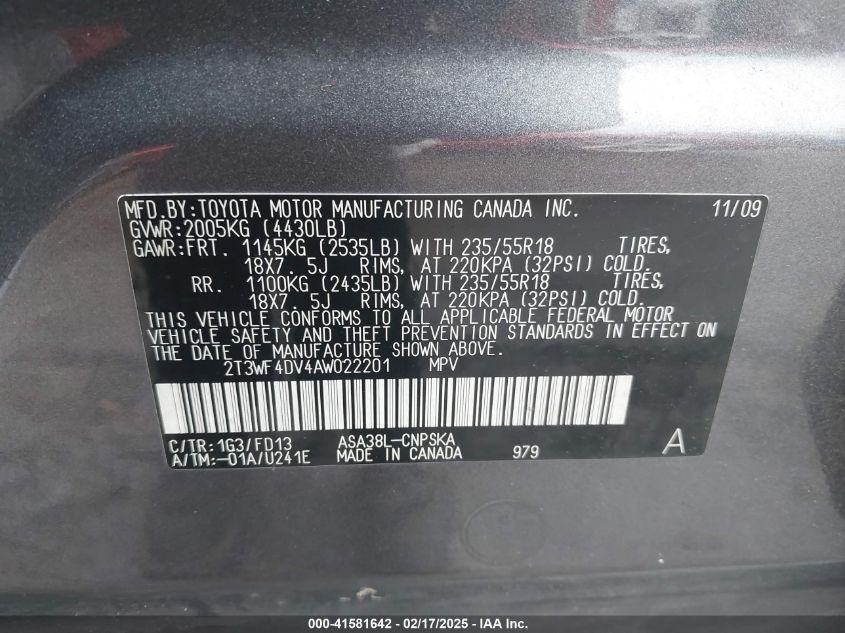 MFD.BY:TOYOTA MOTOR MANUFACTURING CANADA INC. 11/09
GVWR:2005KG (4430LB)
GAWR:FRT. 1145KG (2535LB) WITH 235/55R18 TIRES,
18X7. 5J RIMS, AT 220KPA (32PSI) COLD.
RR. 1100KG (2435LB) WITH 235/55R18 TIRES,
18X7. 5J RIMS, AT 220KPA (32PSI) COLD.
THIS VEHICLE CONFORMS TO ALL APPLICABLE FEDERAL MOTOR
VEHICLE SAFETY AND THEFT PREVENTION STANDARDS IN EFFECT ON
THE DATE OF MANUFACTURE SHOWN ABOVE.
2T3WF4DV4AW022201 MPV
C/TR:1G3/FD13 ASA38L-CNPSKA A
A/TM:-01A/U241E MADE IN CANADA 979
000-41581642 - 02/17/2025 - IAA Inc.